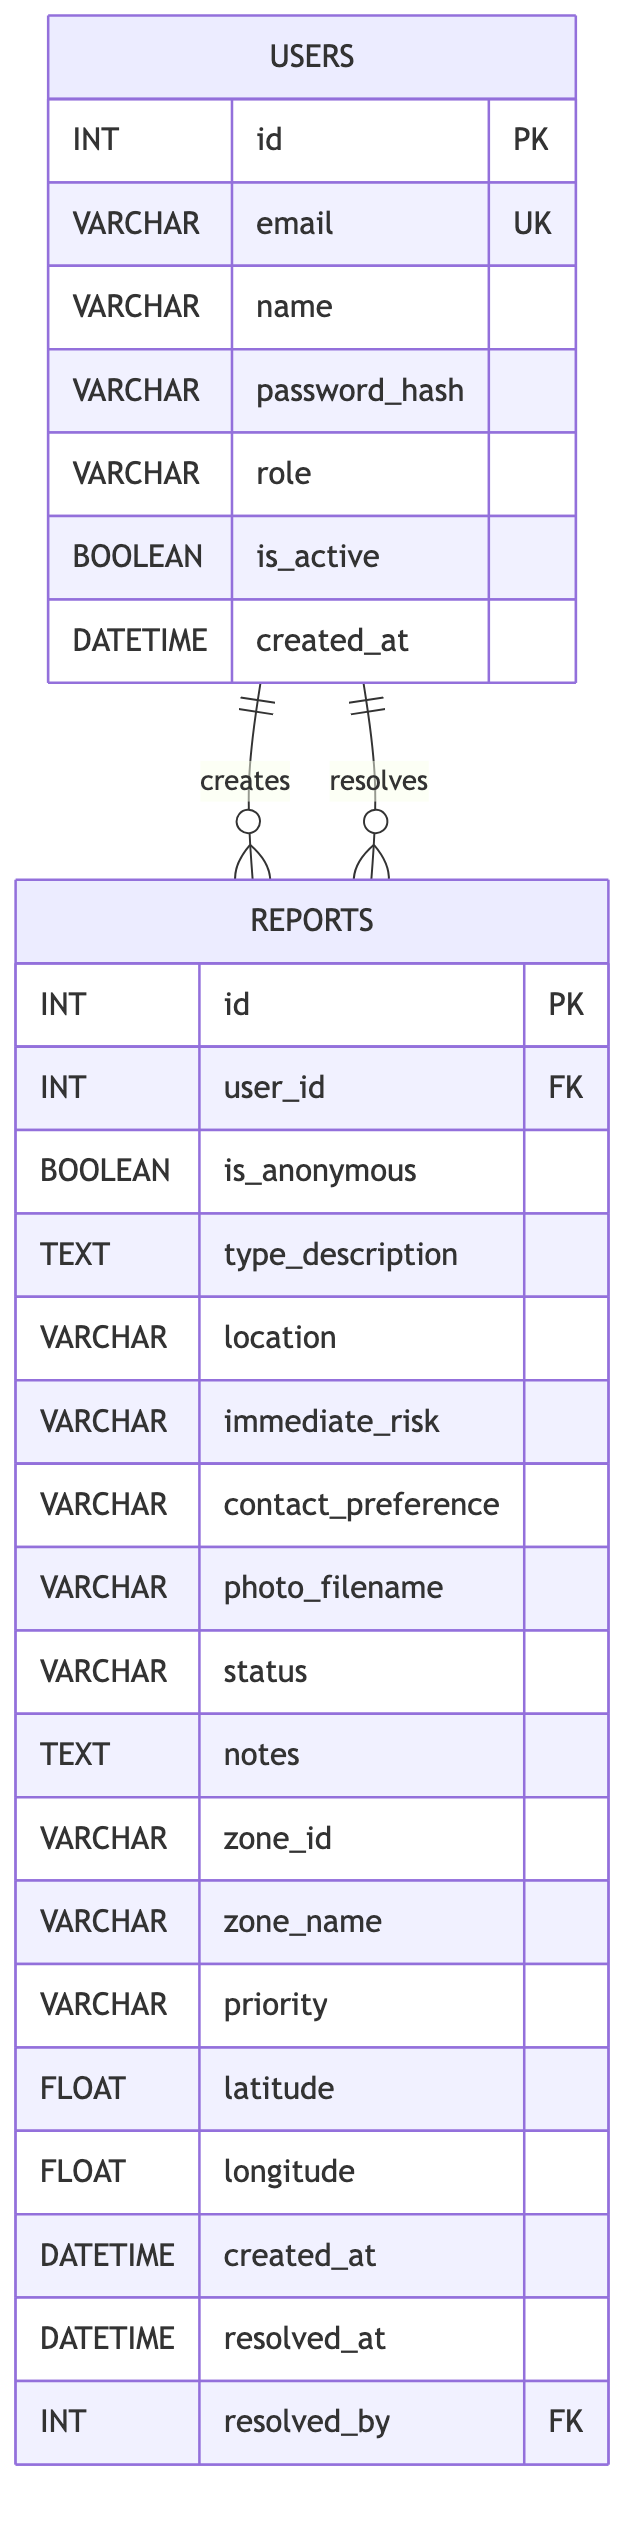 USERS
INT id PK
VARCHAR email UK
VARCHAR name
VARCHAR password_hash
VARCHAR role
BOOLEAN is_active
DATETIME created_at
creates resolves
REPORTS
INT id PK
INT user_id FK
BOOLEAN is_anonymous
TEXT type_description
VARCHAR location
VARCHAR immediate_risk
VARCHAR contact_preference
VARCHAR photo_filename
VARCHAR status
TEXT notes
VARCHAR zone_id
VARCHAR zone_name
VARCHAR priority
FLOAT latitude
FLOAT longitude
DATETIME created_at
DATETIME resolved_at
INT resolved_by FK